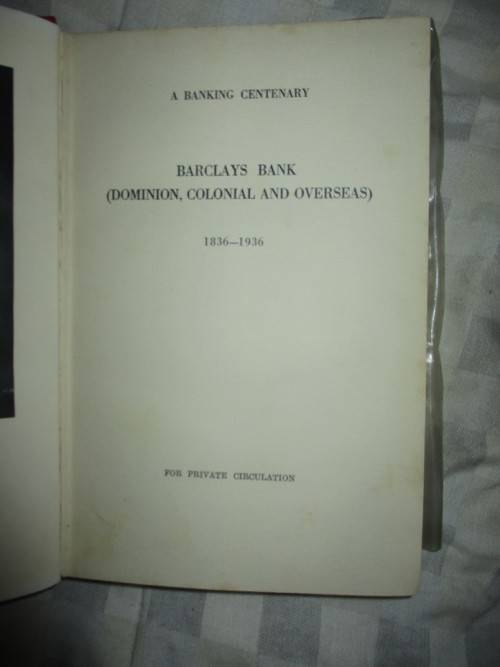 A BANKING CENTENARY
BARCLAYS BANK
(DOMINION, COLONIAL AND OVERSEAS)
1836—1936
FOR PRIVATE CIRCULATION